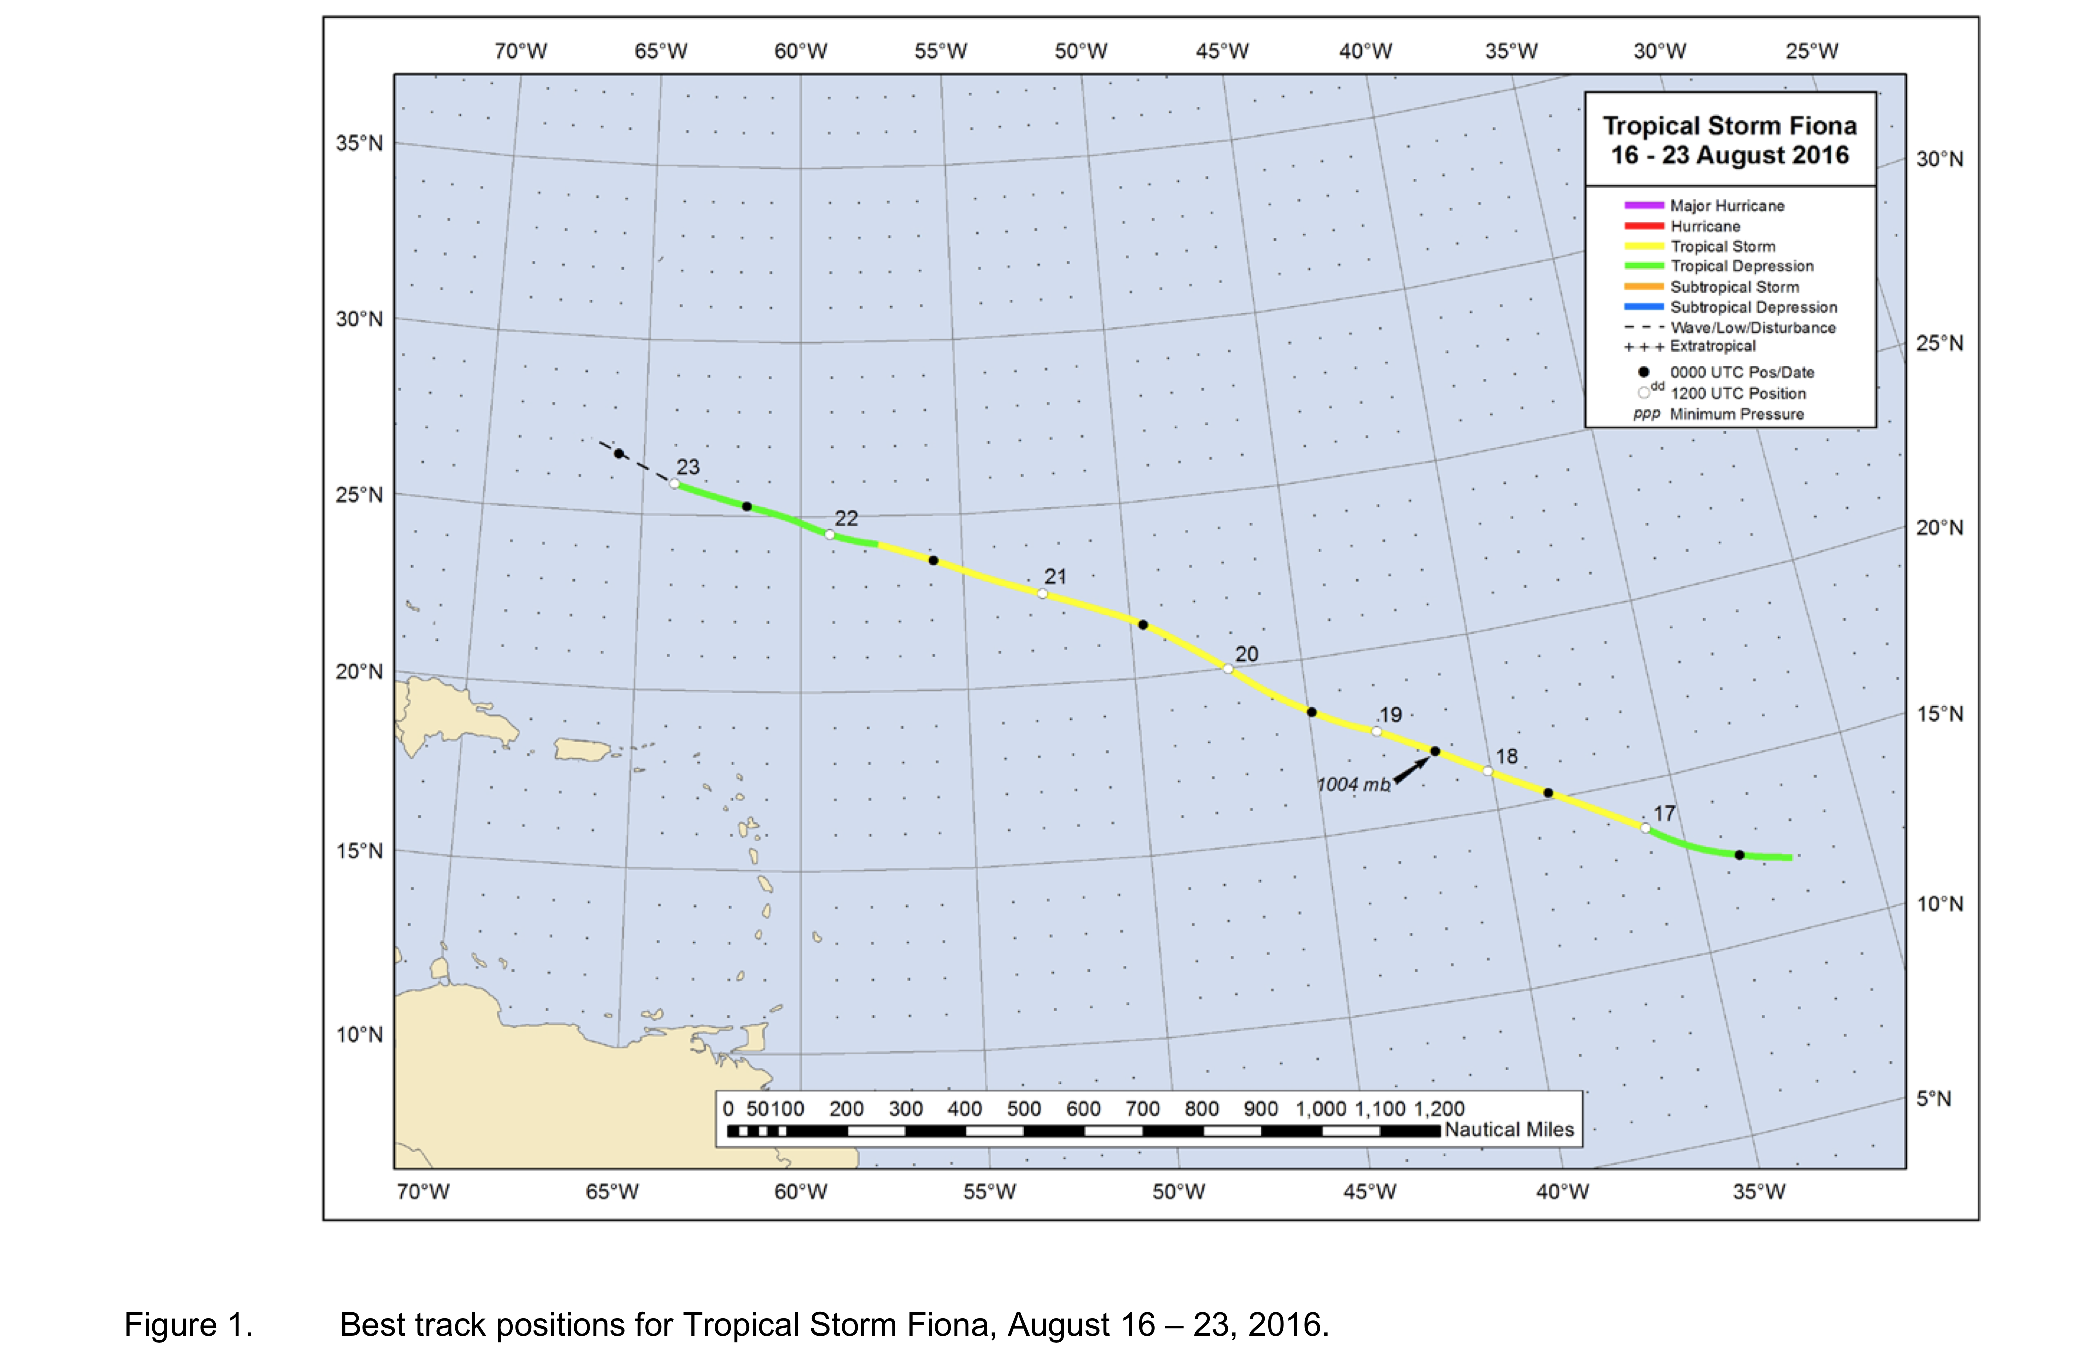 70°W 65°W 60°W 55°W 50°W 45°W 40°W 35°W 30°W 25°W
Tropical Storm Fiona
16 - 23 August 2016
Major Hurricane
Hurricane
Tropical Storm
Tropical Depression
Subtropical Storm
Subtropical Depression
Wave/Low/Disturbance
+++ Extratropical
0000 UTC Pos/Date
dd 1200 UTC Position
ppp Minimum Pressure
35°N
30°N
25°N
20°N
15°N
10°N
30°N
25°N
20°N
15°N
10°N
5°N
23
22
21
20
19
18
17
1004 mb
0 50 100 200 300 400 500 600 700 800 900 1,000 1,100 1,200
Nautical Miles
70°W 65°W 60°W 55°W 50°W 45°W 40°W 35°W
Figure 1. Best track positions for Tropical Storm Fiona, August 16 – 23, 2016.